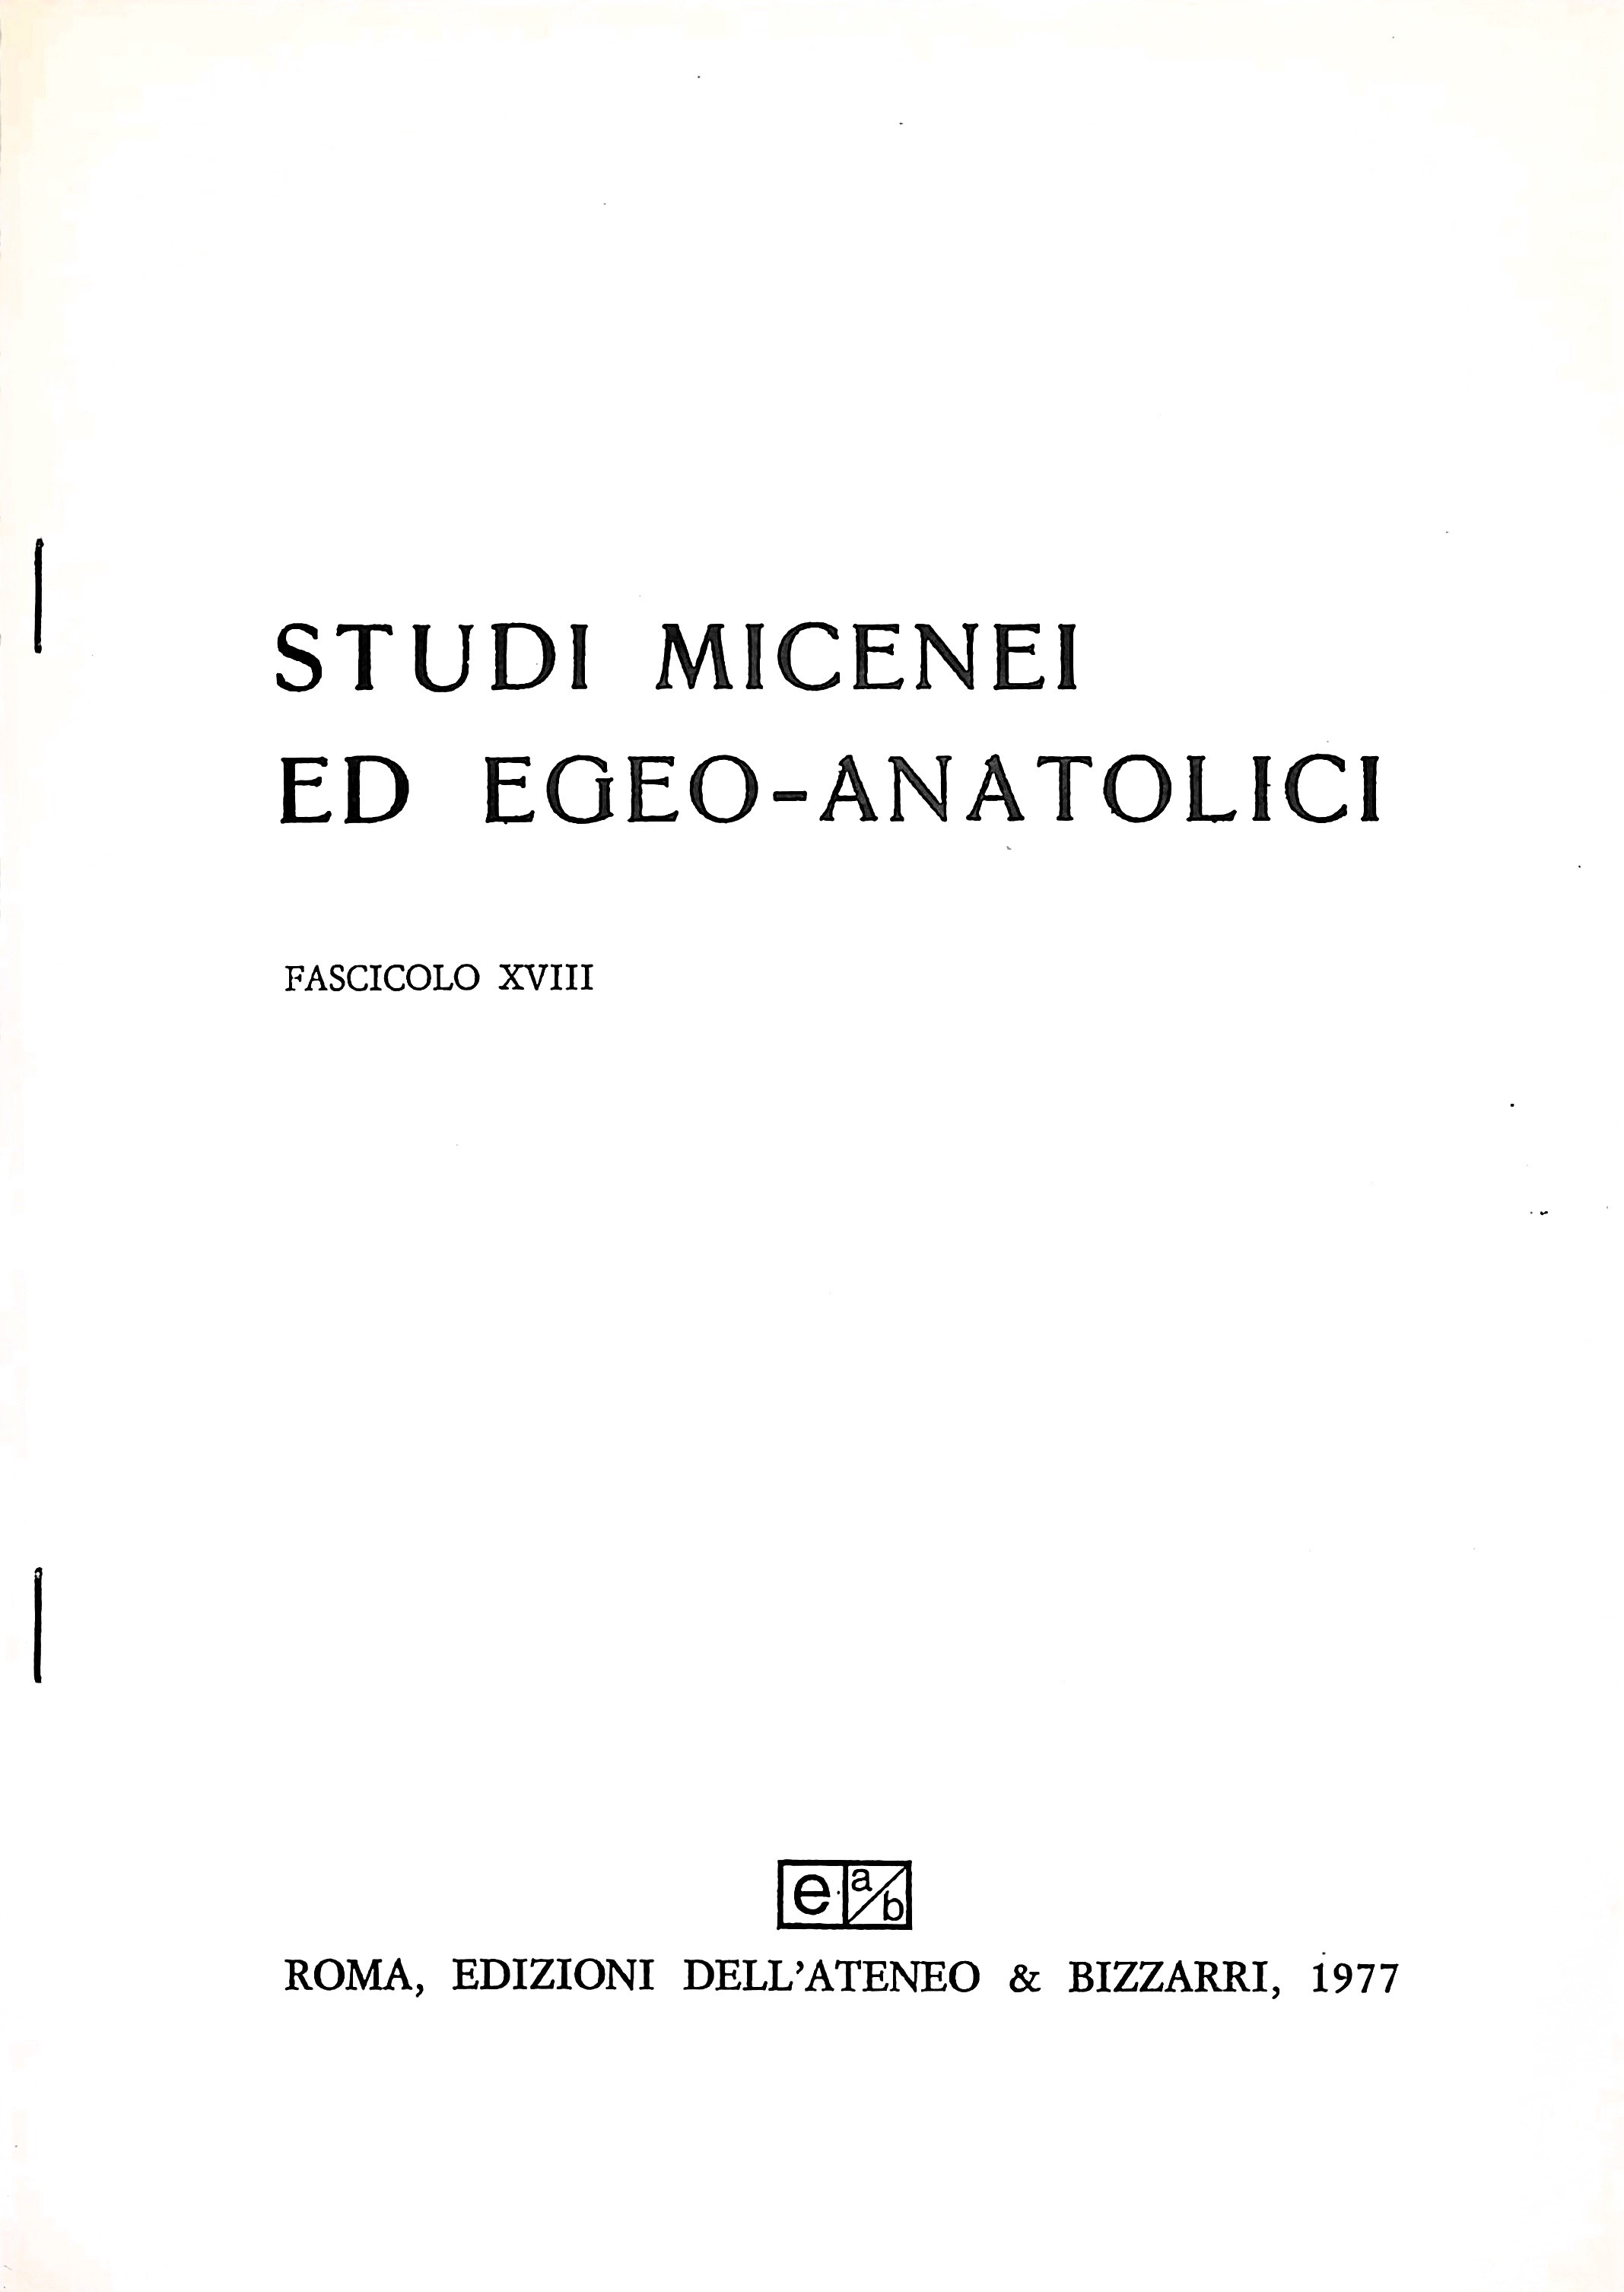 STUDI MICENEI
ED EGEO-ANATOLICI
FASCICOLO XVIII
e a/b
ROMA, EDIZIONI DELL'ATENEO & BIZZARRI, 1977